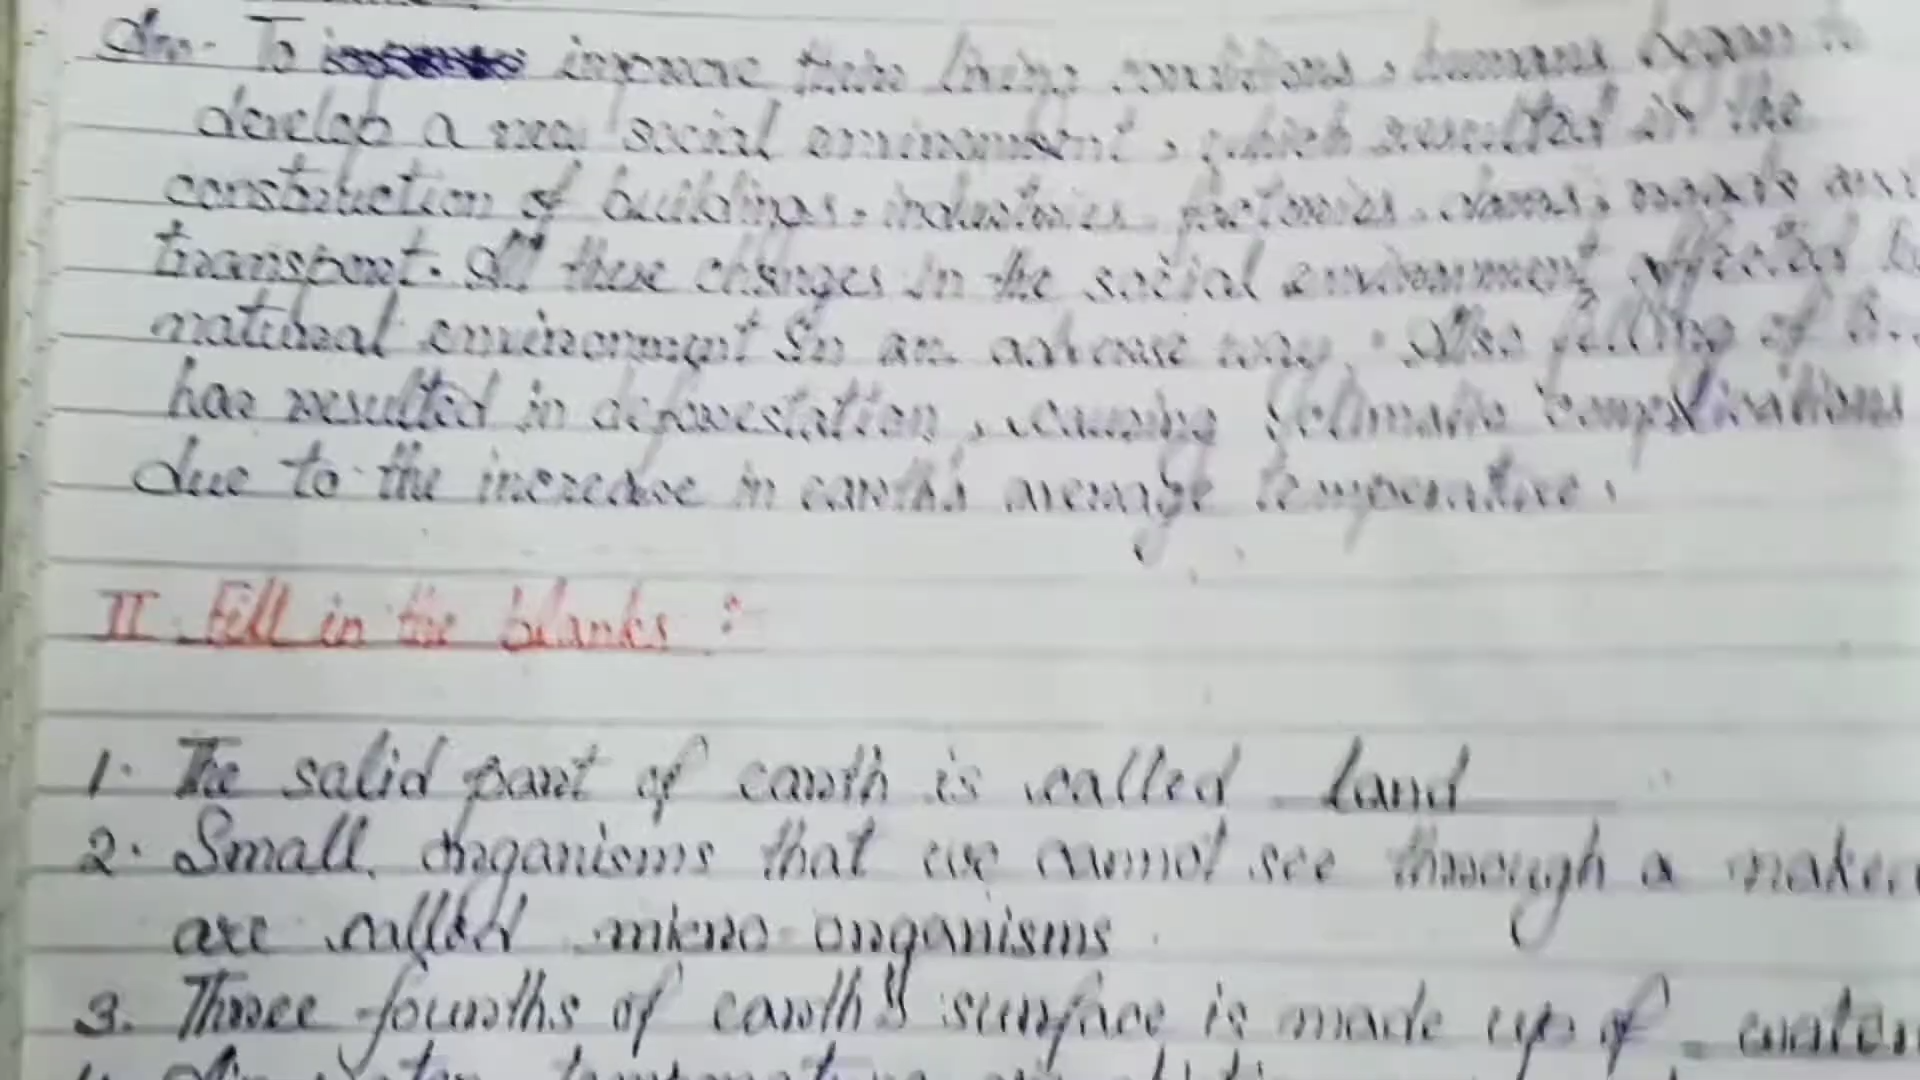 Ans- To improve their living conditions, humans began to
develop a new social environment, which resulted in the
construction of buildings, industries, factories, dams, roads and
transport. All these changes in the social environment affected
natural environment in an adverse way. Also felling of
has resulted in deforestation, causing climatic complications
due to the increase in earth's average temperature.
II. Fill in the blanks :-
1. The solid part of earth is called land
2. Small organisms that we cannot see through a naked
are called micro-organisms.
3. Three-fourths of earth's surface is made up of water
4. Air, water, temperature